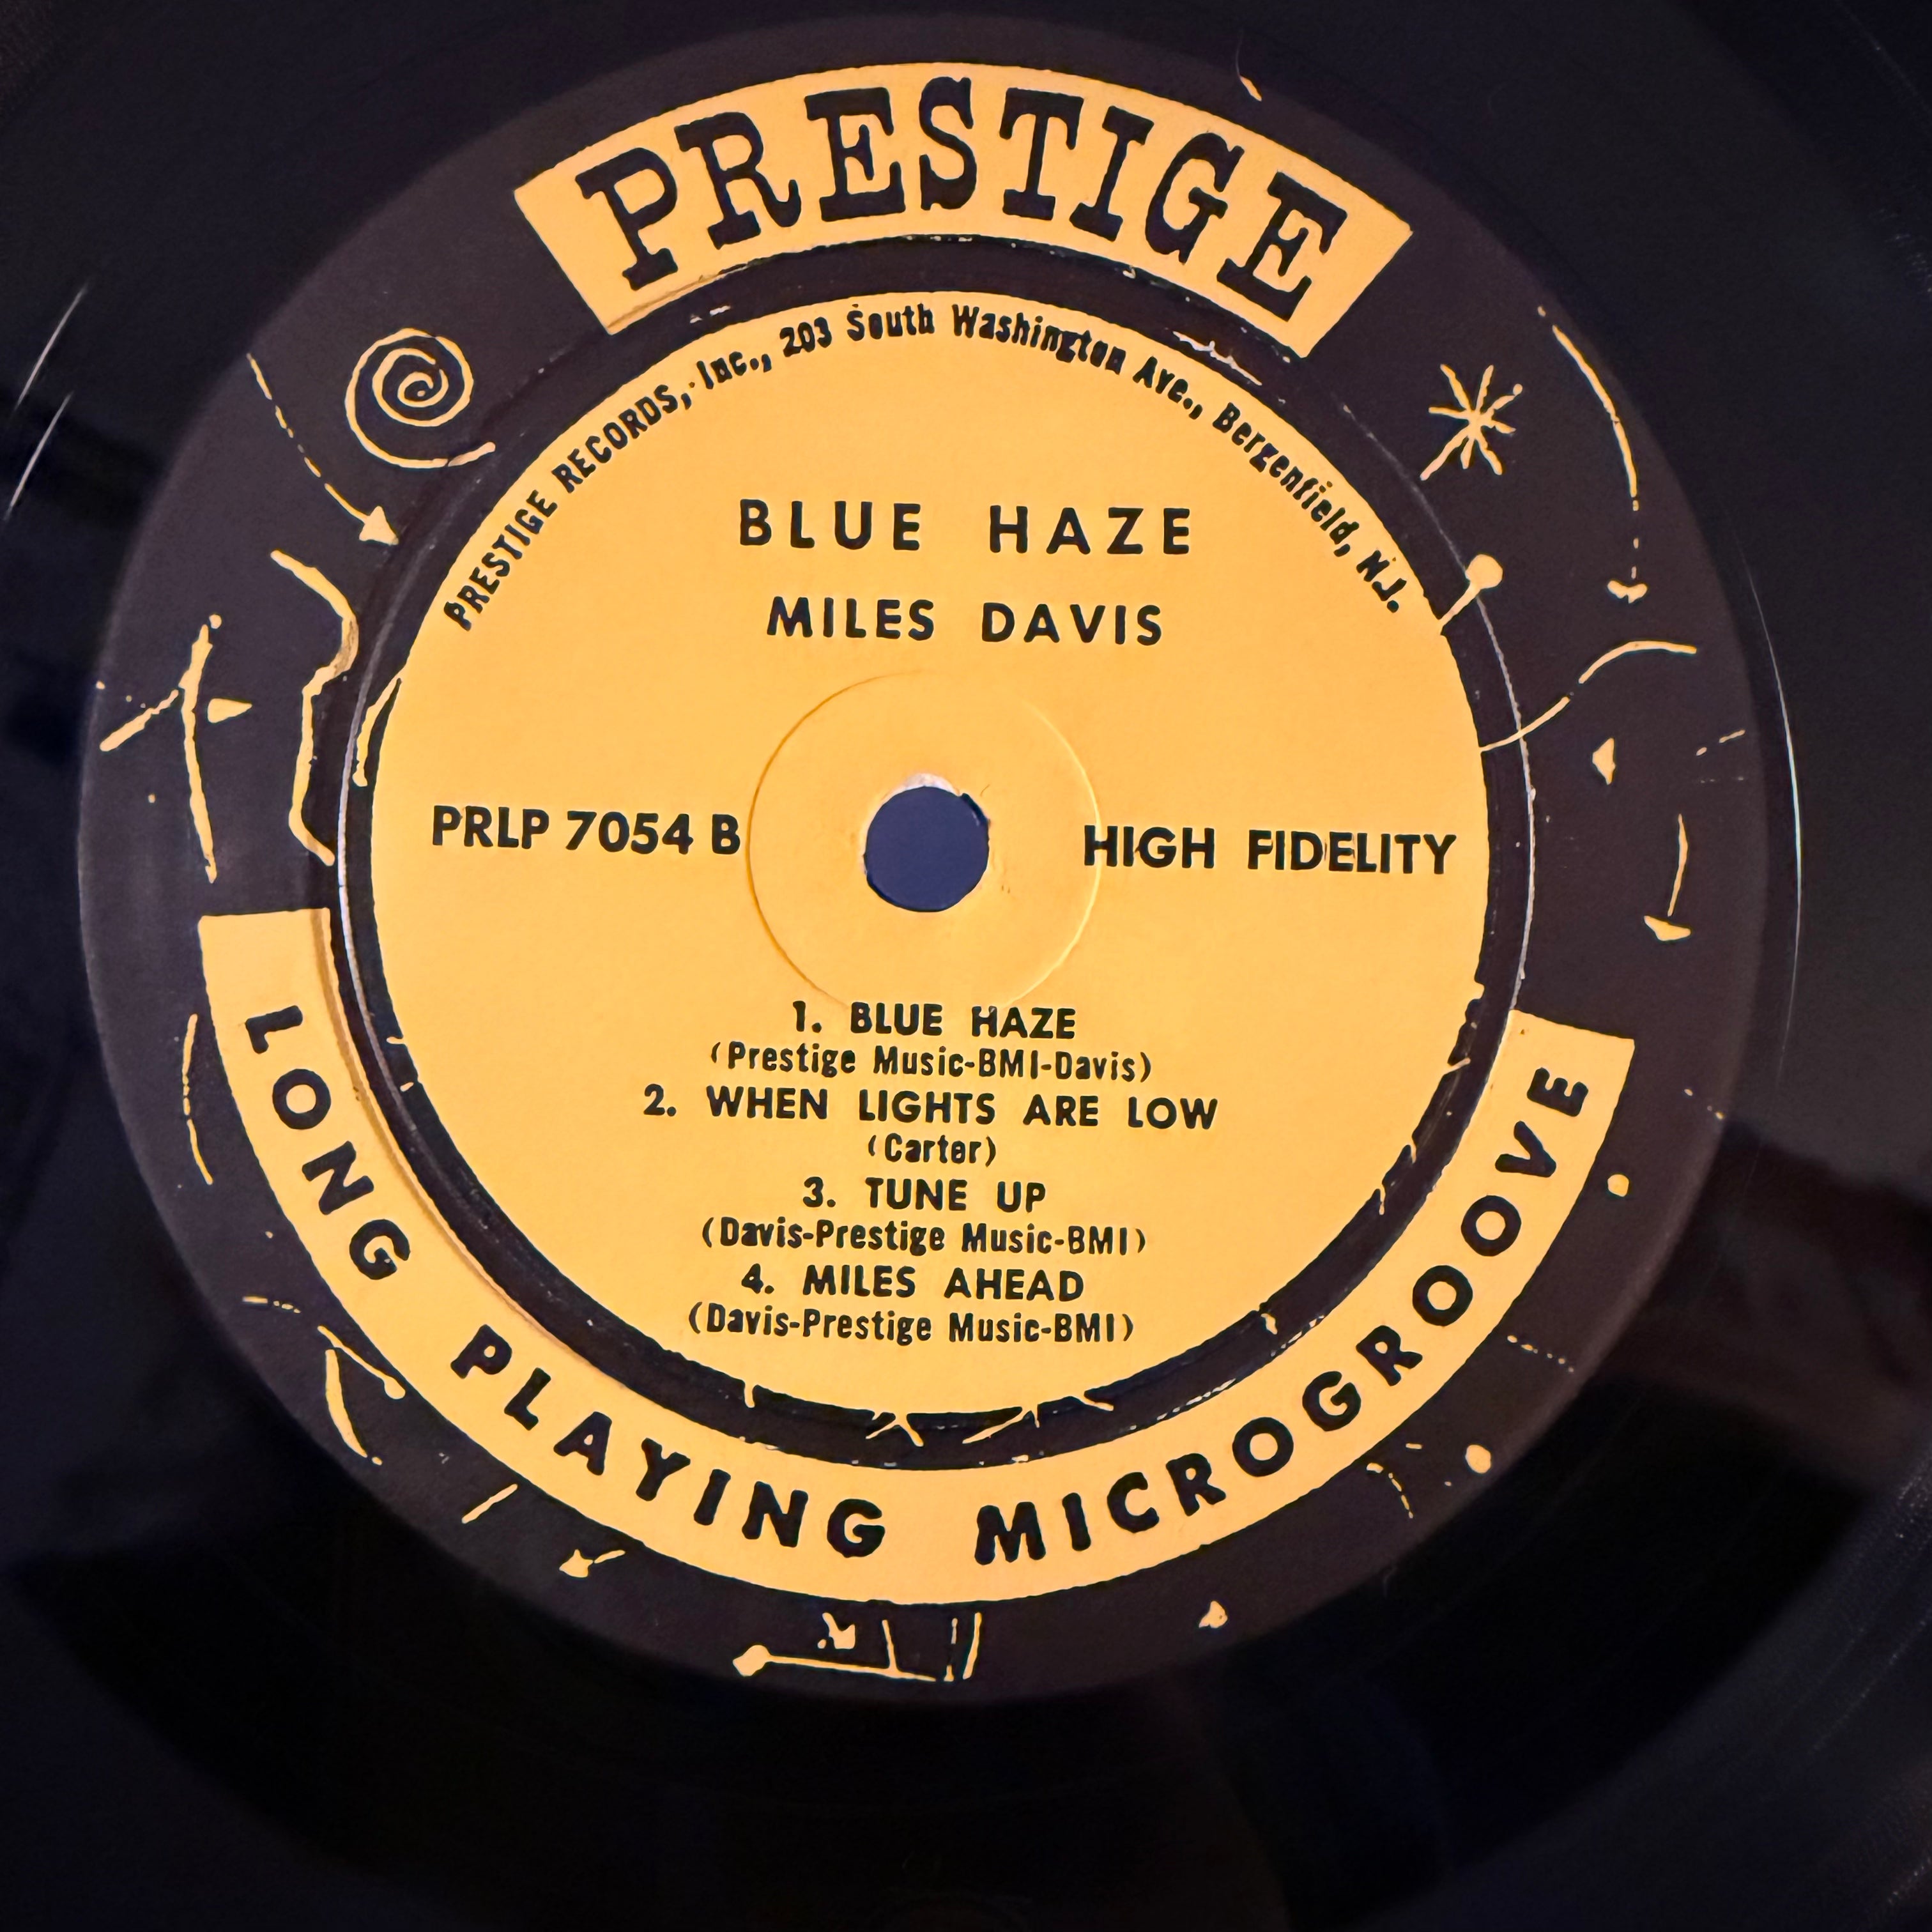 PRESTIGE
PRESTIGE RECORDS, Inc., 203 South Washington Ave., Bergenfield, N.J.
BLUE HAZE
MILES DAVIS
PRLP 7054 B
HIGH FIDELITY
1. BLUE HAZE
(Prestige Music-BMI-Davis)
2. WHEN LIGHTS ARE LOW
(Carter)
3. TUNE UP
(Davis-Prestige Music-BMI)
4. MILES AHEAD
(Davis-Prestige Music-BMI)
LONG PLAYING MICROGROOVE